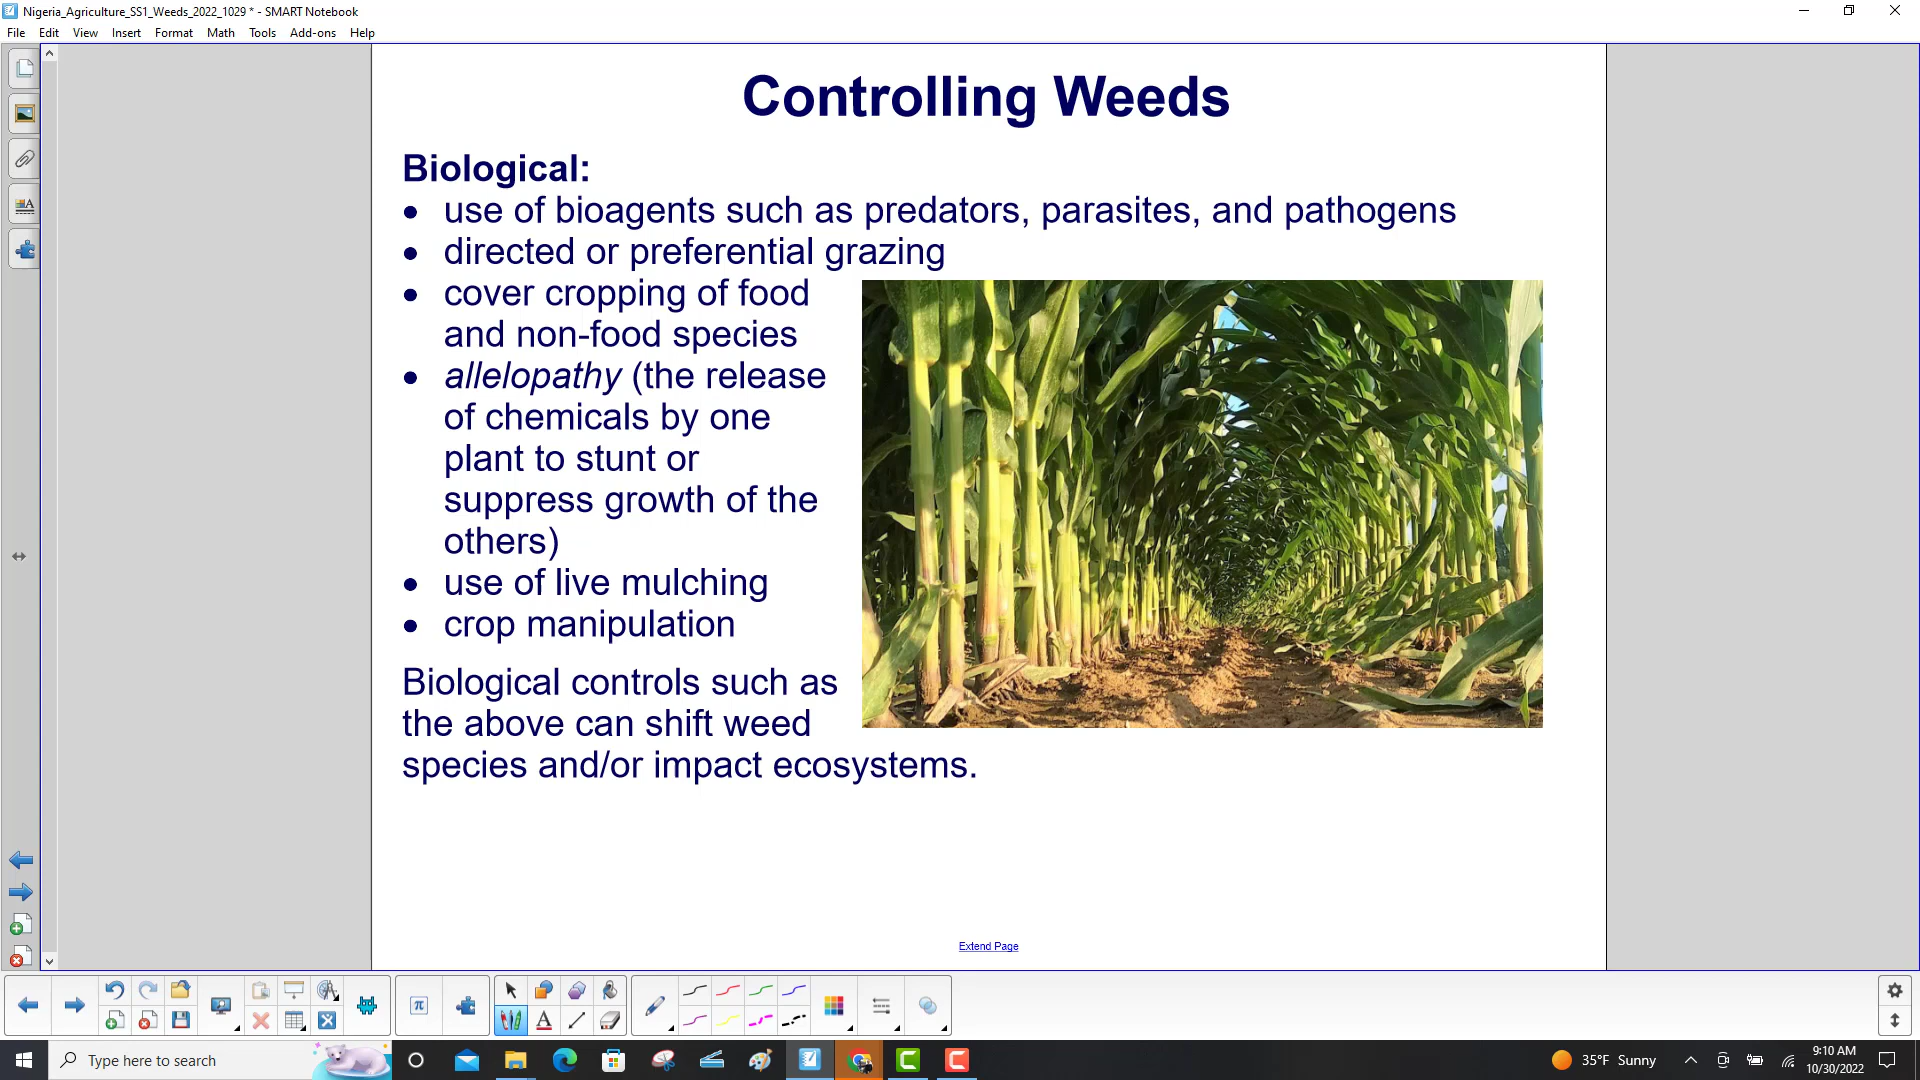 Nigeria_Agriculture_SS1_Weeds_2022_1029 * - SMART Notebook
File Edit View Insert Format Math Tools Add-ons Help
Controlling Weeds
Biological:
• use of bioagents such as predators, parasites, and pathogens
• directed or preferential grazing
• cover cropping of food
and non-food species
• allelopathy (the release
of chemicals by one
plant to stunt or
suppress growth of the
others)
• use of live mulching
• crop manipulation
Biological controls such as
the above can shift weed
species and/or impact ecosystems.
Extend Page
Type here to search
35°F Sunny
9:10 AM
10/30/2022